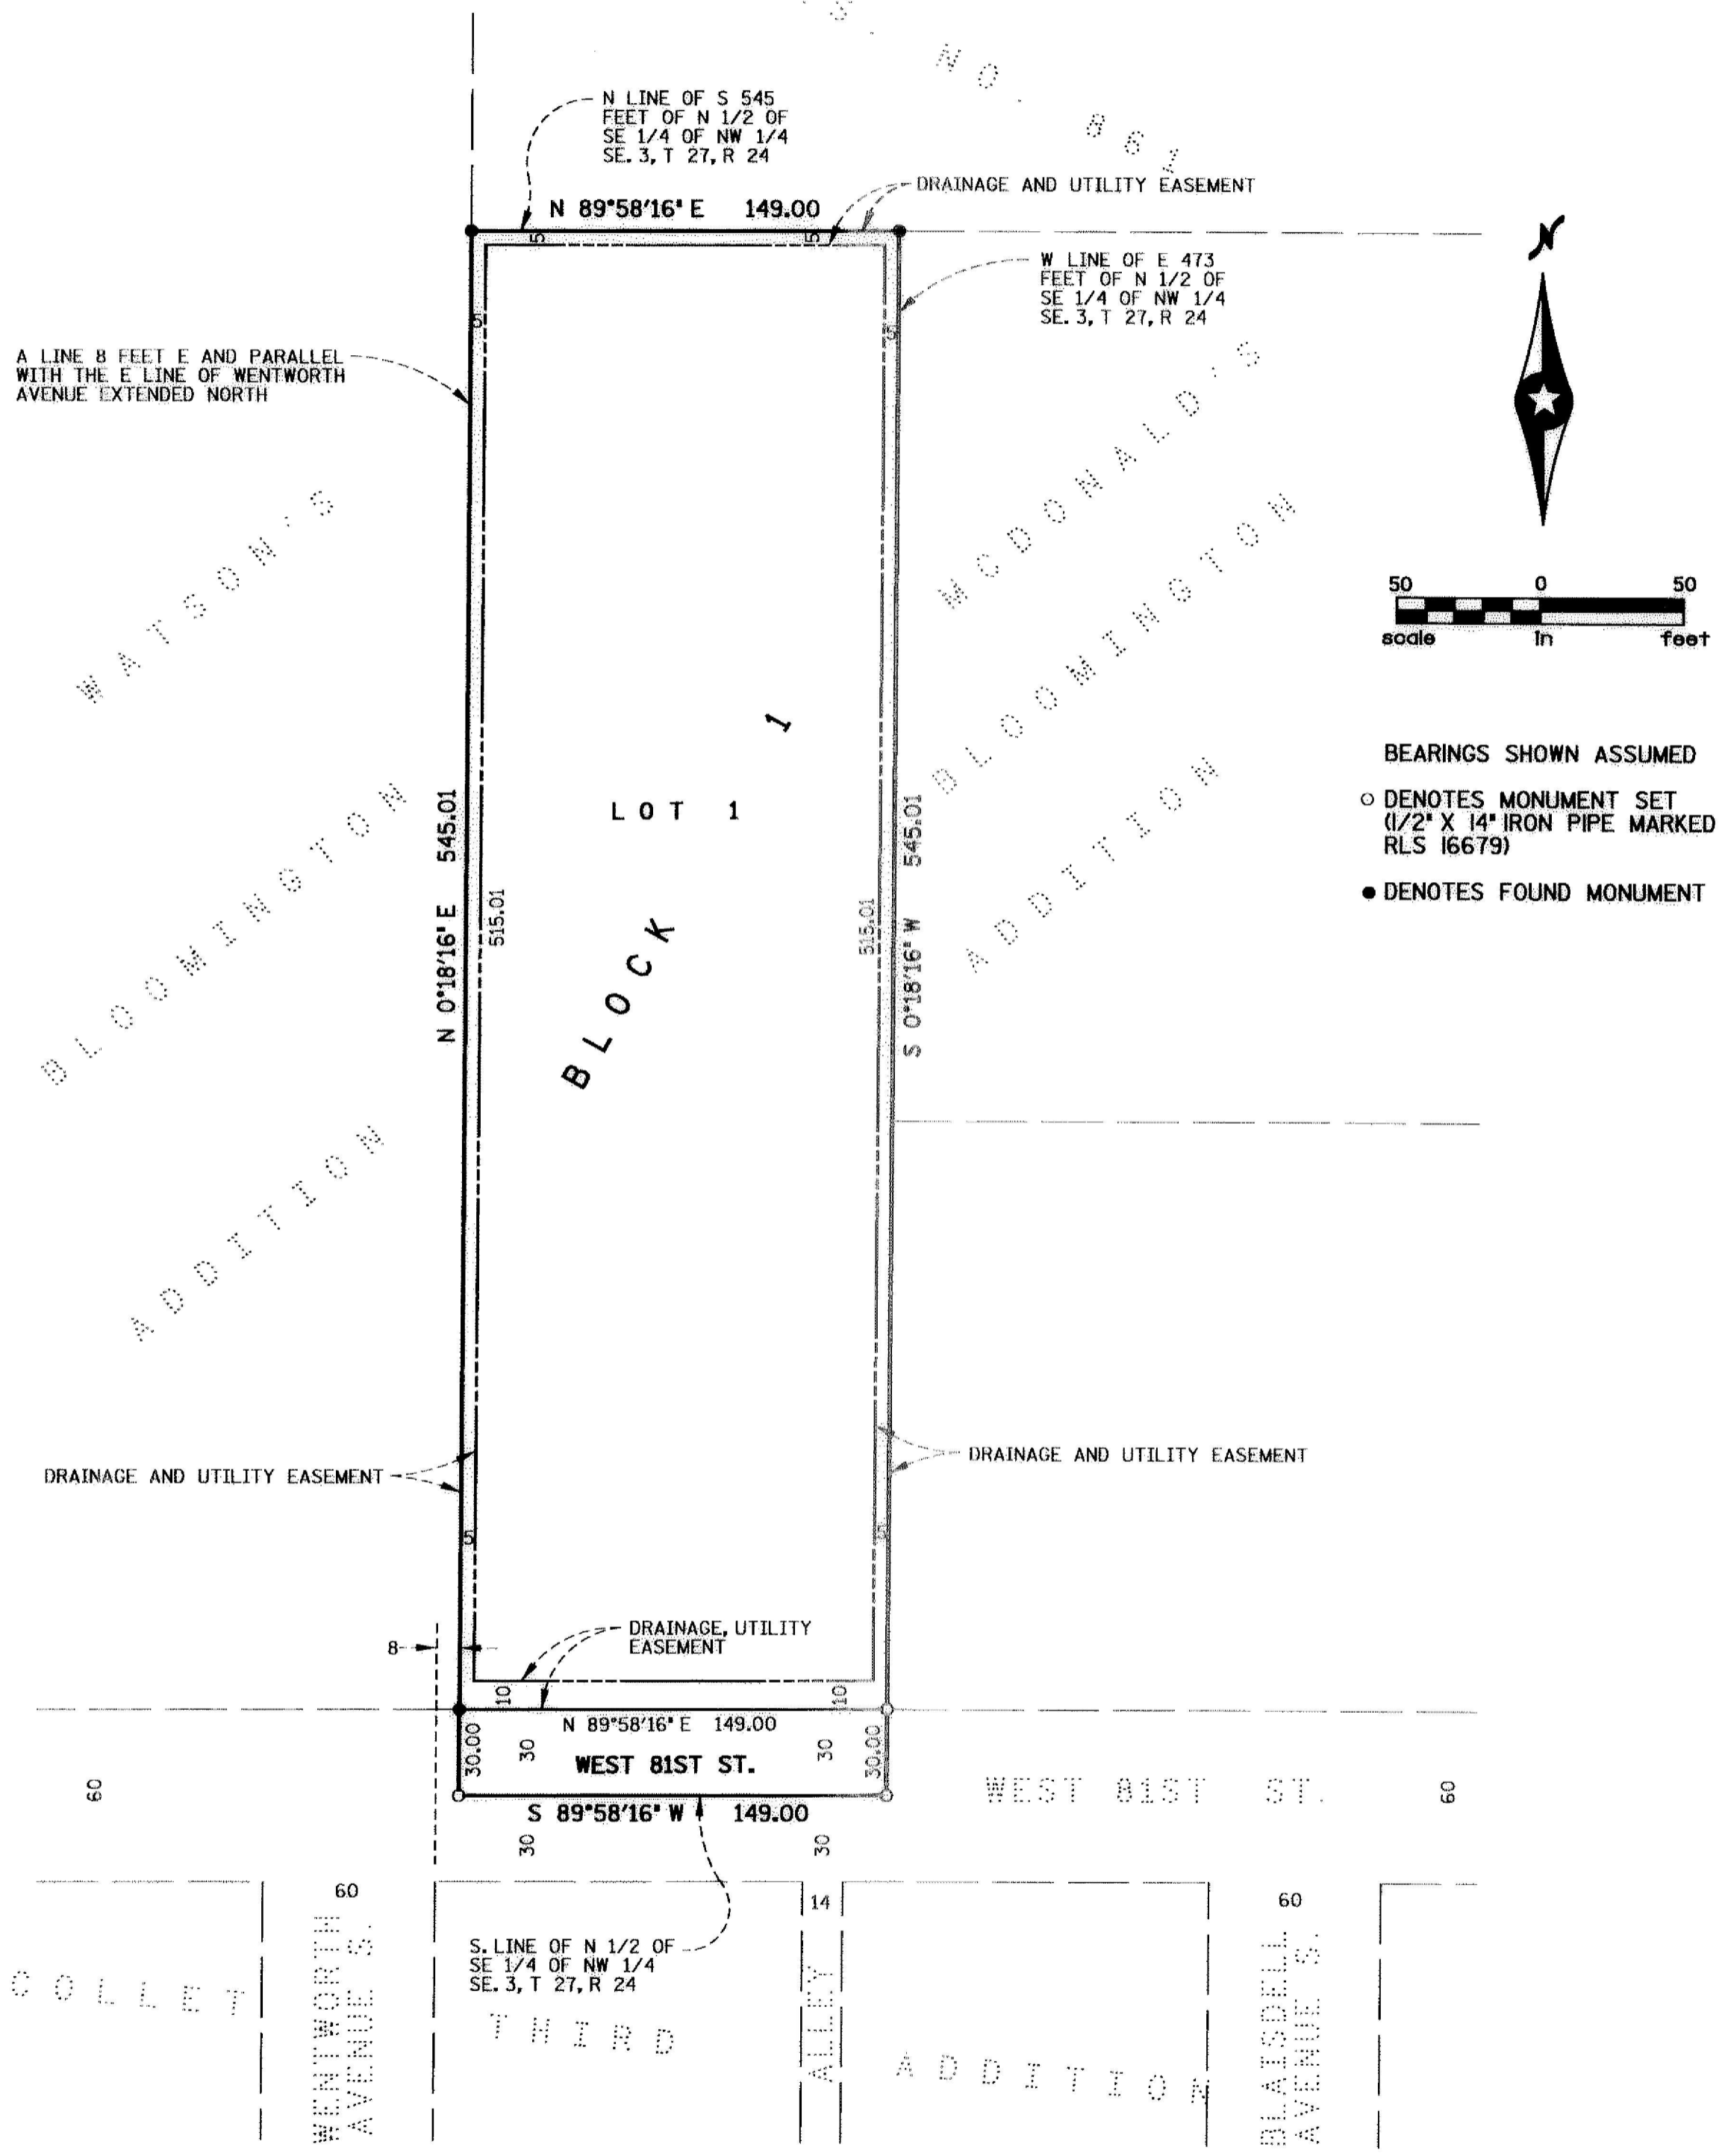 S. NO. 861
N LINE OF S 545
FEET OF N 1/2 OF
SE 1/4 OF NW 1/4
SE. 3, T 27, R 24
DRAINAGE AND UTILITY EASEMENT
N 89°58'16" E 149.00
5
5
W LINE OF E 473
FEET OF N 1/2 OF
SE 1/4 OF NW 1/4
SE. 3, T 27, R 24
N
5
5
A LINE 8 FEET E AND PARALLEL
WITH THE E LINE OF WENTWORTH
AVENUE EXTENDED NORTH
50 0 50
scale in feet
WATSON'S
BLOOMINGTON
ADDITION
MCDONALD'S
BLOOMINGTON
ADDITION
BEARINGS SHOWN ASSUMED
DENOTES MONUMENT SET
(1/2" X 14" IRON PIPE MARKED
RLS 16679)
DENOTES FOUND MONUMENT
LOT 1
BLOCK 1
N 0°18'16" E 545.01
515.01
515.01
S 0°18'16" W 545.01
DRAINAGE AND UTILITY EASEMENT
DRAINAGE AND UTILITY EASEMENT
5
5
8
DRAINAGE, UTILITY
EASEMENT
10
10
N 89°58'16" E 149.00
30.00
30
30
30.00
WEST 81ST ST.
S 89°58'16" W 149.00
60
WEST 81ST ST.
60
30
30
60
14
60
S. LINE OF N 1/2 OF
SE 1/4 OF NW 1/4
SE. 3, T 27, R 24
WENTWORTH
AVENUE S.
ALLEY
BLAISDELL
AVENUE S.
COLLET
THIRD
ADDITION